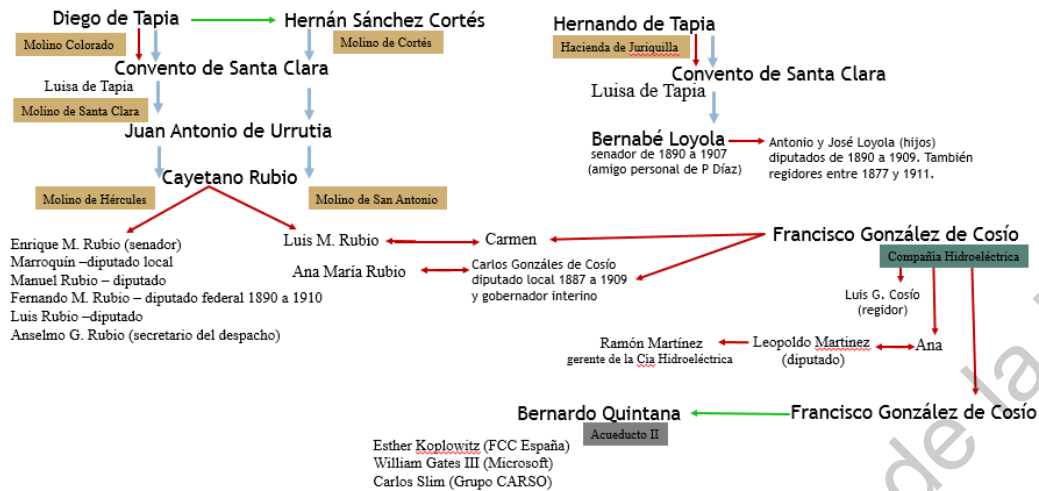 Diego de Tapia
Hernán Sánchez Cortés
Molino Colorado
Molino de Cortés
Convento de Santa Clara
Luisa de Tapia
Molino de Santa Clara
Juan Antonio de Urrutia
Cayetano Rubio
Molino de Hércules
Molino de San Antonio
Hernando de Tapia
Hacienda de Juriquilla
Convento de Santa Clara
Luisa de Tapia
Bernabé Loyola
senador de 1890 a 1907
(amigo personal de P Díaz)
Antonio y José Loyola (hijos)
diputados de 1890 a 1909. También
regidores entre 1877 y 1911.
Enrique M. Rubio (senador)
Marroquín –diputado local
Manuel Rubio – diputado
Fernando M. Rubio – diputado federal 1890 a 1910
Luis Rubio –diputado
Anselmo G. Rubio (secretario del despacho)
Luis M. Rubio
Carmen
Ana María Rubio
Carlos Gonzáles de Cosío
diputado local 1887 a 1909
y gobernador interino
Francisco González de Cosío
Compañía Hidroeléctrica
Luis G. Cosío
(regidor)
Ramón Martínez
gerente de la Cia Hidroeléctrica
Leopoldo Martinez
(diputado)
Ana
Bernardo Quintana
Francisco González de Cosío
Acueducto II
Esther Koplowitz (FCC España)
William Gates III (Microsoft)
Carlos Slim (Grupo CARSO)
de la